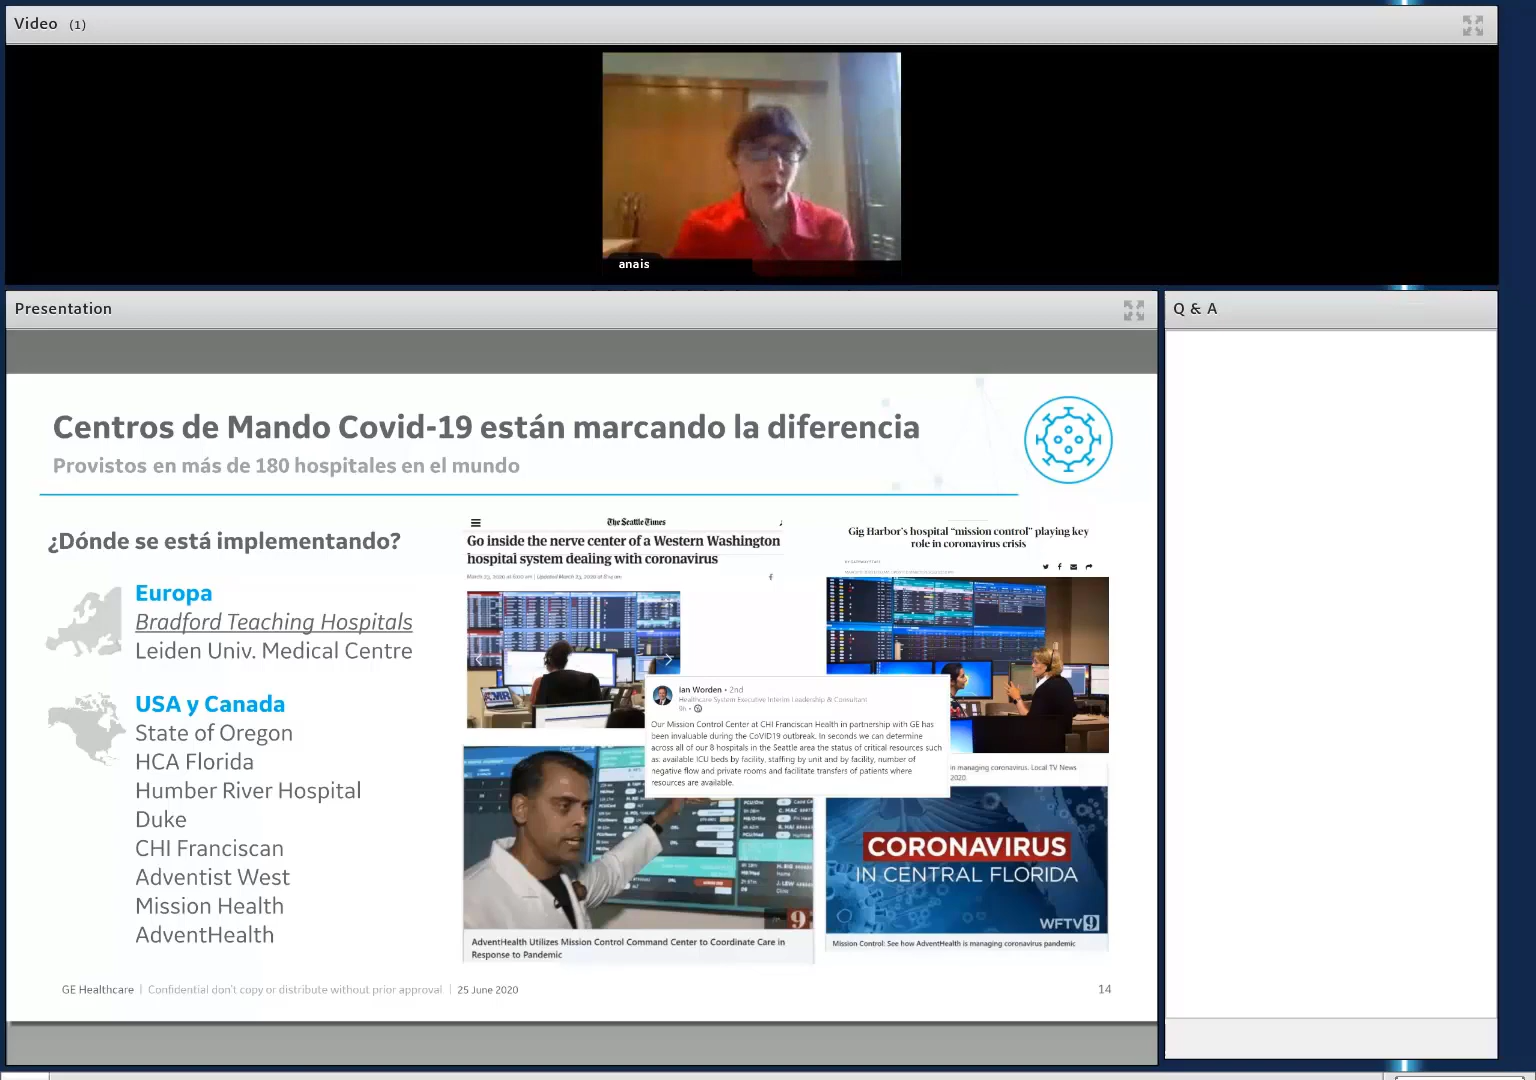 Video (1)
anais
Presentation
Q & A
Centros de Mando Covid-19 están marcando la diferencia
Provistos en más de 180 hospitales en el mundo
¿Dónde se está implementando?
Europa
Bradford Teaching Hospitals
Leiden Univ. Medical Centre
USA y Canada
State of Oregon
HCA Florida
Humber River Hospital
Duke
CHI Franciscan
Adventist West
Mission Health
AdventHealth
The Seattle Times
Go inside the nerve center of a Western Washington
hospital system dealing with coronavirus
Gig Harbor's hospital “mission control” playing key
role in coronavirus crisis
Ian Worden • 2nd
Healthcare System Executive Interim Leadership & Consultant
9h •
Our Mission Control Center at CHI Franciscan Health in partnership with GE has
been invaluable during the CoVID19 outbreak. In seconds we can determine
across all of our 8 hospitals in the Seattle area the status of critical resources such
as: available ICU beds by facility, staffing by unit and by facility, number of
negative flow and private rooms and facilitate transfers of patients where
resources are available.
in managing coronavirus. Local TV News
2020
9
AdventHealth Utilizes Mission Control Command Center to Coordinate Care in
Response to Pandemic
CORONAVIRUS
IN CENTRAL FLORIDA
WFTV9
Mission Control: See how AdventHealth is managing coronavirus pandemic
GE Healthcare | Confidential don't copy or distribute without prior approval | 25 June 2020
14